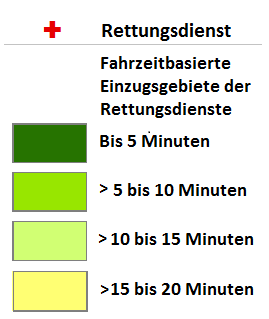 Rettungsdienst
Fahrzeitbasierte
Einzugsgebiete der
Rettungsdienste
Bis 5 Minuten
> 5 bis 10 Minuten
> 10 bis 15 Minuten
>15 bis 20 Minuten